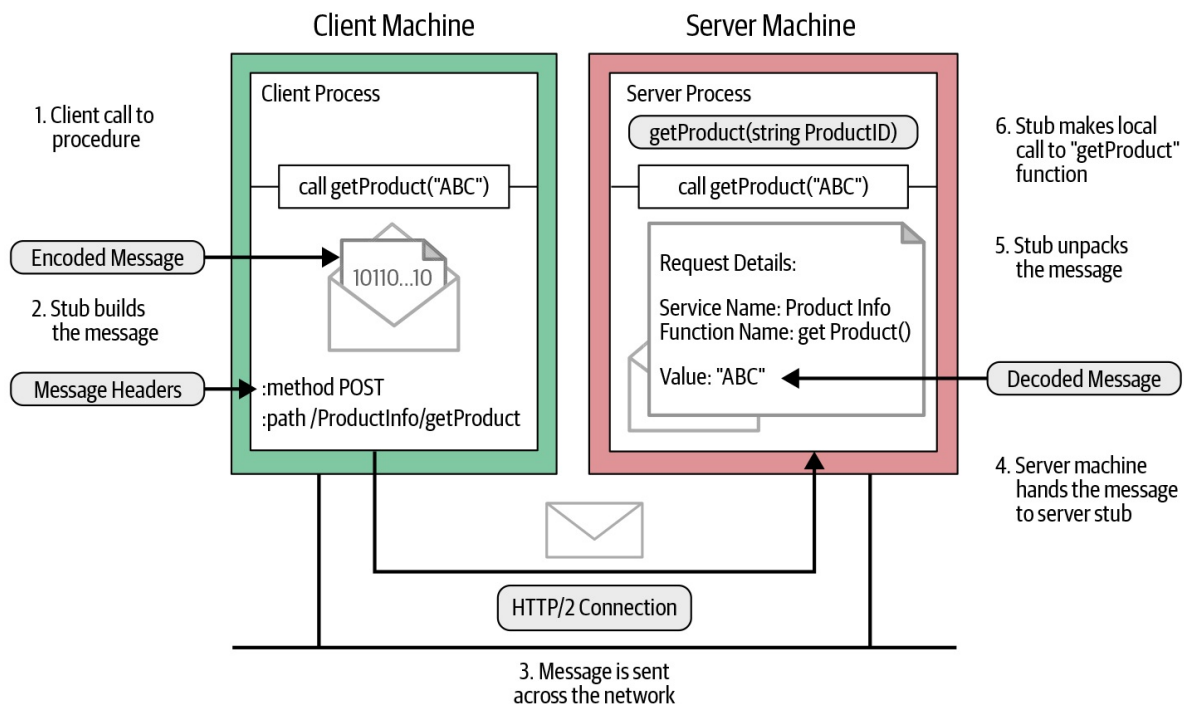 Client Machine
Server Machine
1. Client call to
procedure
Client Process
call getProduct("ABC")
Encoded Message
10110...10
2. Stub builds
the message
Message Headers
:method POST
:path /ProductInfo/getProduct
Server Process
getProduct(string ProductID)
call getProduct("ABC")
Request Details:
Service Name: Product Info
Function Name: get Product()
Value: "ABC"
6. Stub makes local
call to "getProduct"
function
5. Stub unpacks
the message
Decoded Message
4. Server machine
hands the message
to server stub
HTTP/2 Connection
3. Message is sent
across the network